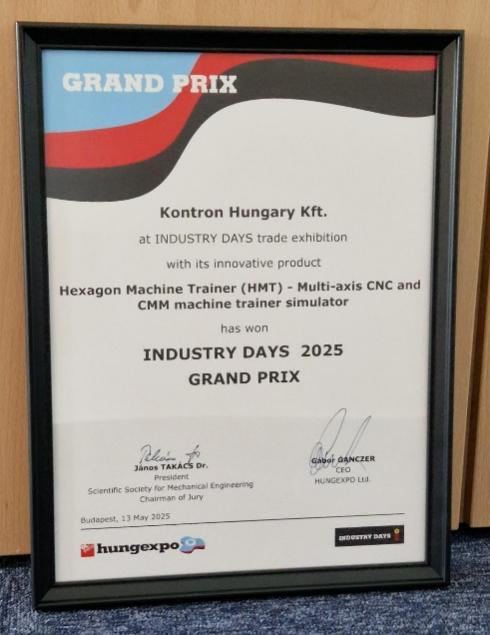 GRAND PRIX
Kontron Hungary Kft.
at INDUSTRY DAYS trade exhibition
with its innovative product
Hexagon Machine Trainer (HMT) - Multi-axis CNC and
CMM machine trainer simulator
has won
INDUSTRY DAYS 2025
GRAND PRIX
János TAKÁCS Dr.
President
Scientific Society for Mechanical Engineering
Chairman of Jury
Gábor GANCZER
CEO
HUNGEXPO Ltd.
Budapest, 13 May 2025
hungexpo
INDUSTRY DAYS